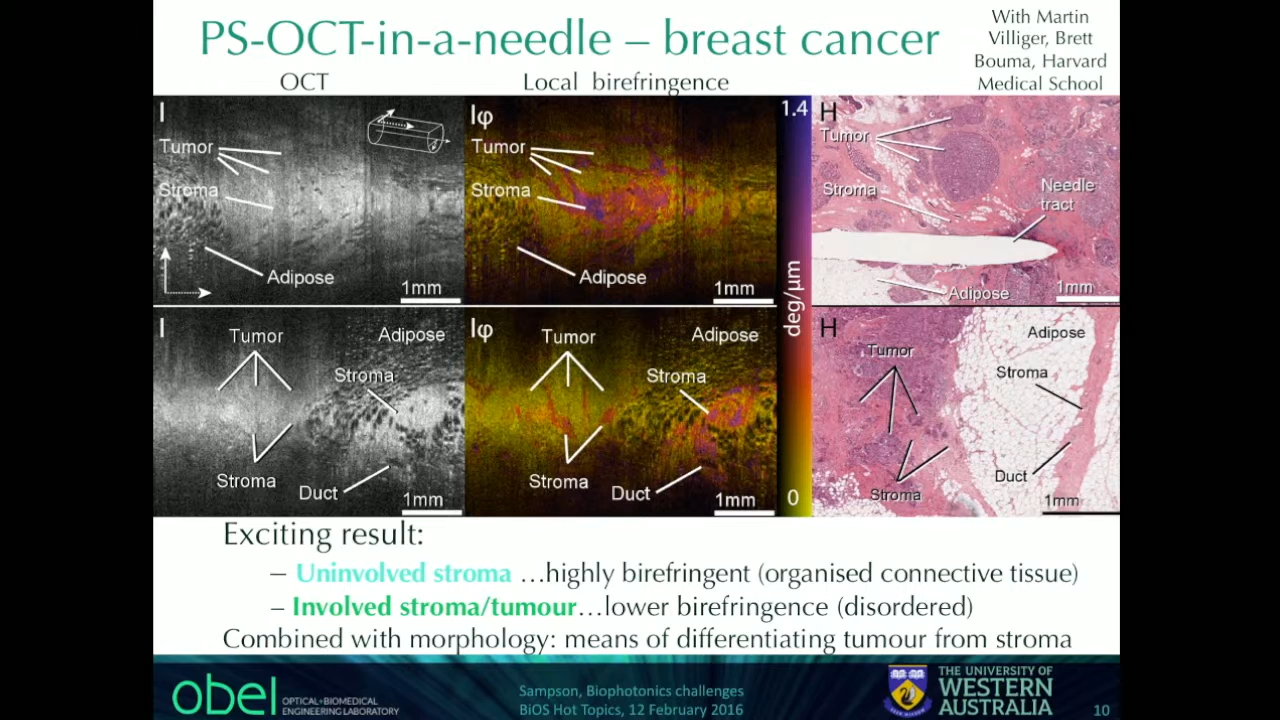 PS-OCT-in-a-needle – breast cancer
With Martin
Villiger, Brett
Bouma, Harvard
Medical School
OCT
Local birefringence
I
Tumor
Stroma
Adipose
1mm
Iφ
Tumor
Stroma
Adipose
1mm
1.4
deg/µm
0
H
Tumor
Stroma
Needle
tract
Adipose
1mm
I
Tumor
Adipose
Stroma
Stroma
Duct
1mm
Iφ
Tumor
Adipose
Stroma
Stroma
Duct
1mm
H
Tumor
Adipose
Stroma
Duct
Stroma
1mm
Exciting result:
– Uninvolved stroma …highly birefringent (organised connective tissue)
– Involved stroma/tumour…lower birefringence (disordered)
Combined with morphology: means of differentiating tumour from stroma
obel OPTICAL+BIOMEDICAL
ENGINEERING LABORATORY
Sampson, Biophotonics challenges
BiOS Hot Topics, 12 February 2016
THE UNIVERSITY OF
WESTERN
AUSTRALIA
10